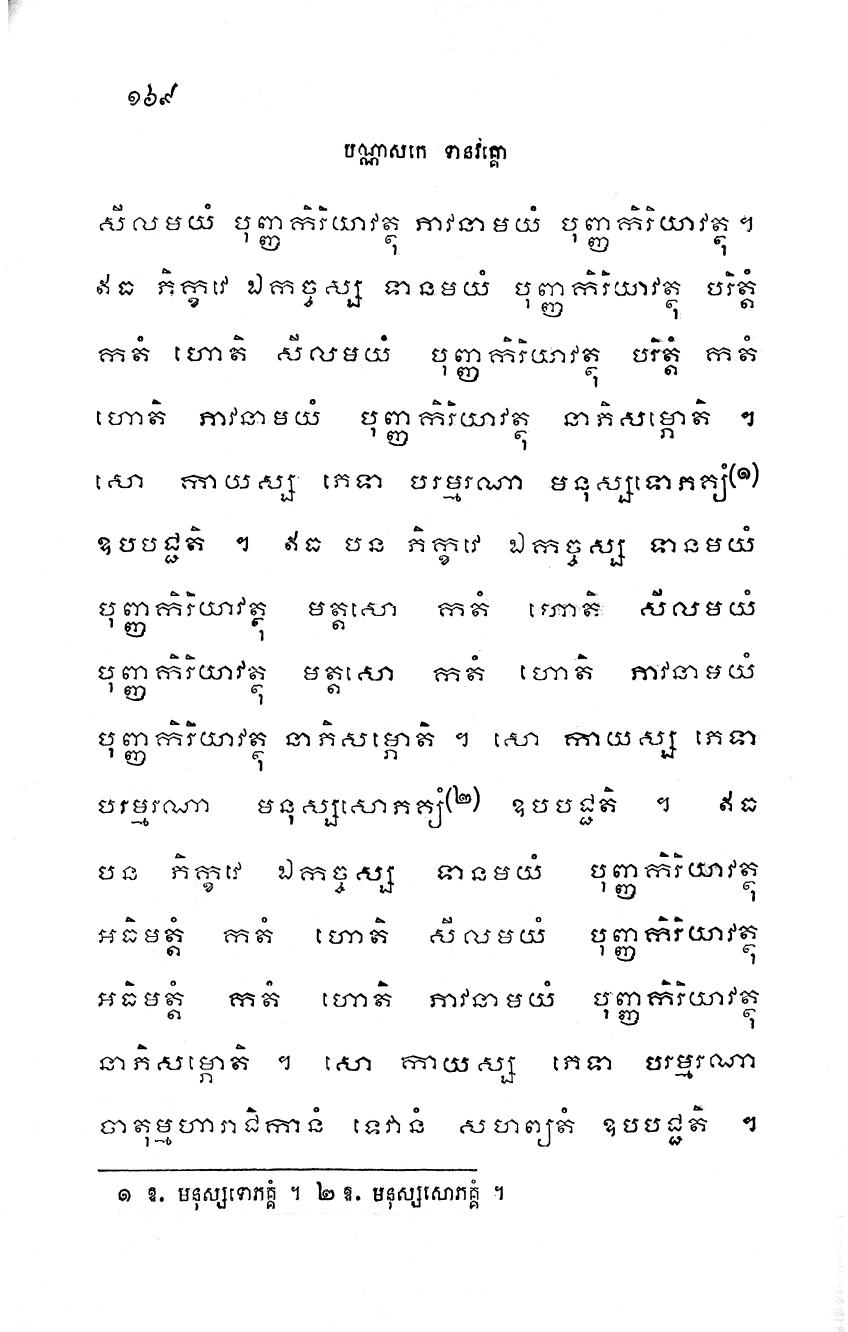 ១៦៩
បណ្ណាសកេ ទានវគ្គោ
សីលមយំ បុញ្ញកិរិយាវត្ថុ ភាវនាមយំ បុញ្ញកិរិយាវត្ថុ ។
ឥធ ភិក្ខវេ ឯកច្ចស្ស ទានមយំ បុញ្ញកិរិយាវត្ថុ បរិត្តំ
កតំ ហោតិ សីលមយំ បុញ្ញកិរិយាវត្ថុ បរិត្តំ កតំ
ហោតិ ភាវនាមយំ បុញ្ញកិរិយាវត្ថុ នាភិសម្ភោតិ ។
សោ កាយស្ស ភេទា បរម្មរណា មនុស្សទោភត្យំ(១)
ឧបបជ្ជតិ ។ ឥធ បន ភិក្ខវេ ឯកច្ចស្ស ទានមយំ
បុញ្ញកិរិយាវត្ថុ មត្តសោ កតំ ហោតិ សីលមយំ
បុញ្ញកិរិយាវត្ថុ មត្តសោ កតំ ហោតិ ភាវនាមយំ
បុញ្ញកិរិយាវត្ថុ នាភិសម្ភោតិ ។ សោ កាយស្ស ភេទា
បរម្មរណា មនុស្សសោភត្យំ(២) ឧបបជ្ជតិ ។ ឥធ
បន ភិក្ខវេ ឯកច្ចស្ស ទានមយំ បុញ្ញកិរិយាវត្ថុ
អធិមត្តំ កតំ ហោតិ សីលមយំ បុញ្ញកិរិយាវត្ថុ
អធិមត្តំ កតំ ហោតិ ភាវនាមយំ បុញ្ញកិរិយាវត្ថុ
នាភិសម្ភោតិ ។ សោ កាយស្ស ភេទា បរម្មរណា
ចាតុម្មហារាជិកានំ ទេវានំ សហព្យតំ ឧបបជ្ជតិ ។
១ ឱ. មនុស្សទោភគ្គំ ។ ២ ឱ. មនុស្សសោភគ្គំ ។